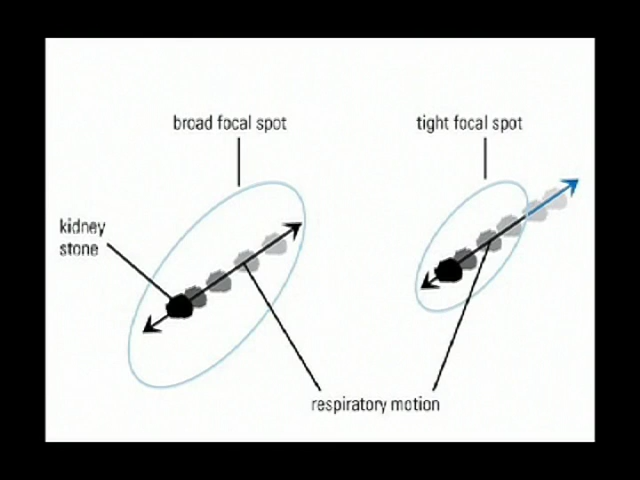 broad focal spot
tight focal spot
kidney
stone
respiratory motion